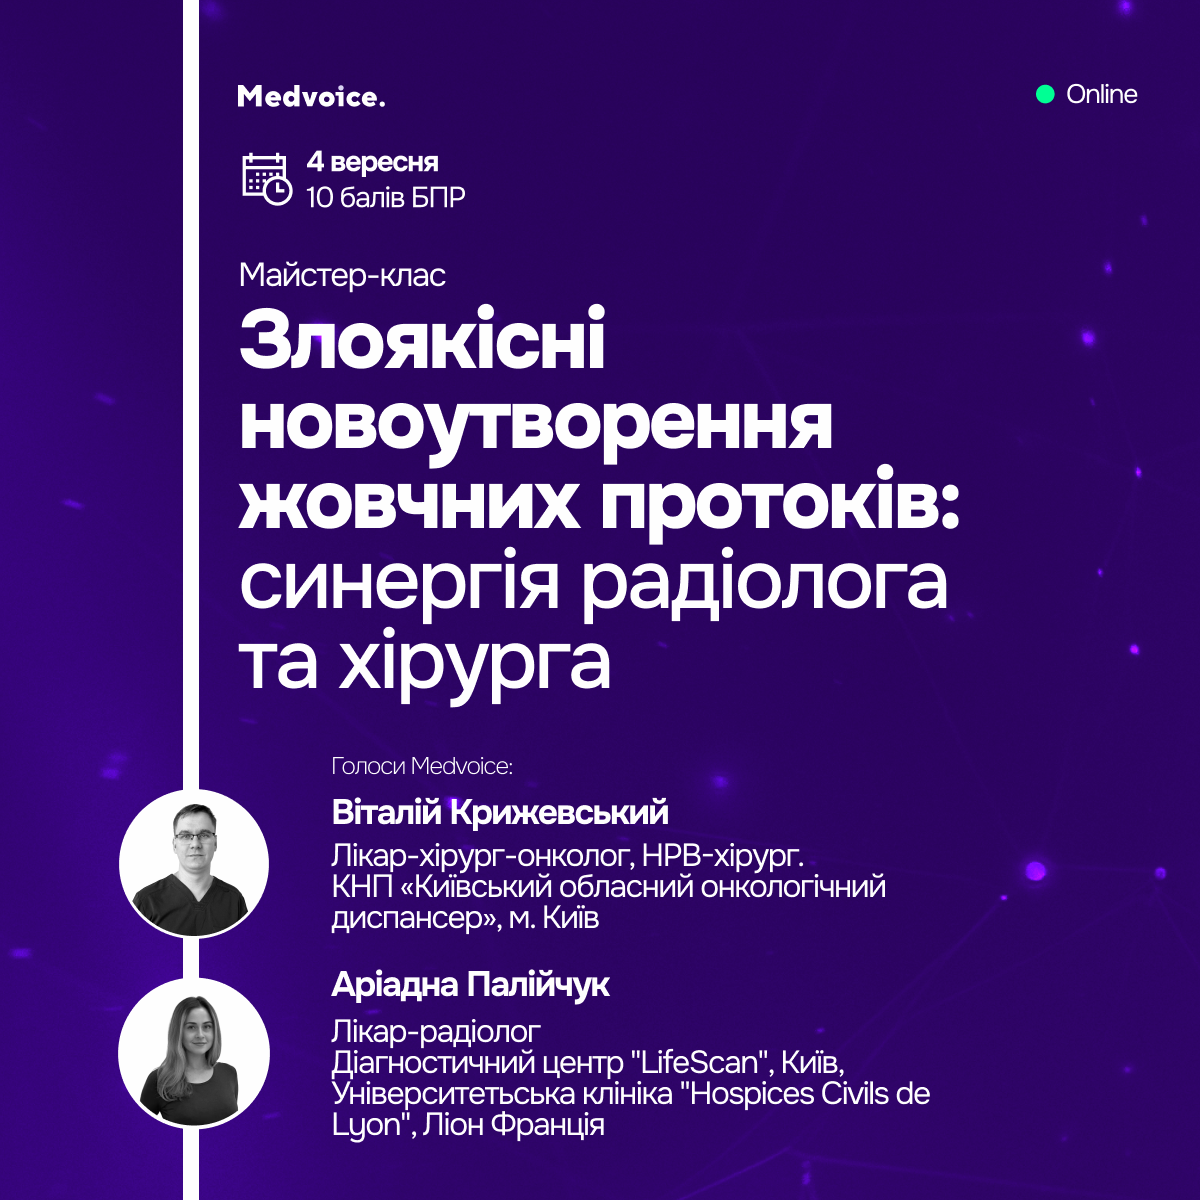 Medvoice.
Online
4 вересня
10 балів БПР
Майстер-клас
Злоякісні
новоутворення
жовчних протоків:
синергія радіолога
та хірурга
Голоси Medvoice:
Віталій Крижевський
Лікар-хірург-онколог, НРВ-хірург.
КНП «Київський обласний онкологічний
диспансер», м. Київ
Аріадна Палійчук
Лікар-радіолог
Діагностичний центр "LifeScan", Київ,
Університетьська клініка "Hospices Civils de
Lyon", Ліон Франція